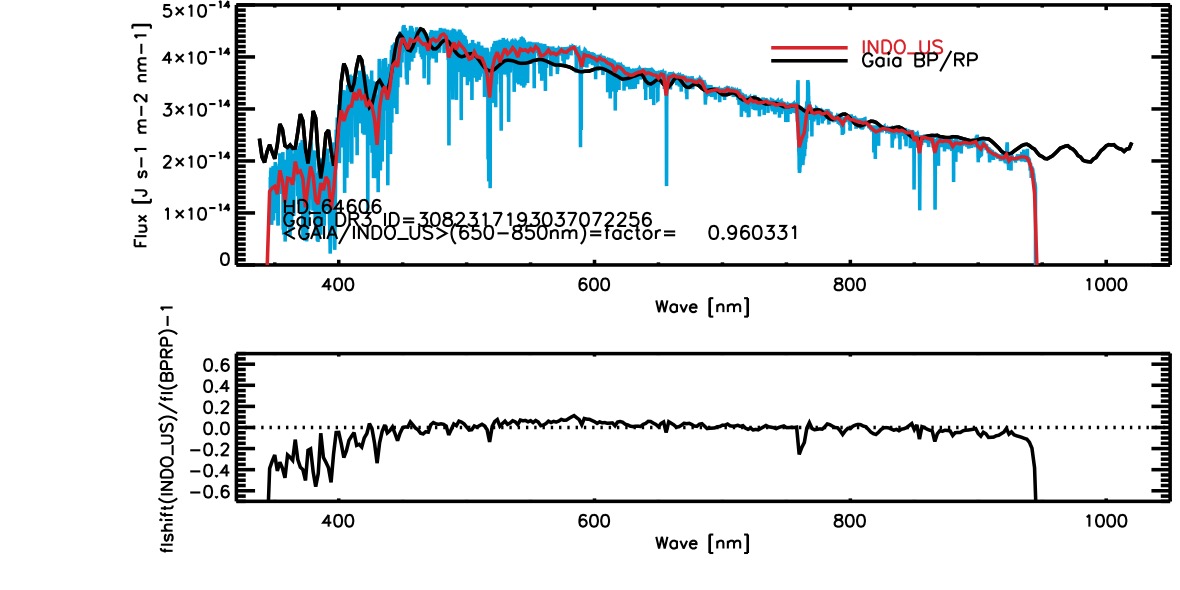 5×10⁻¹⁴
4×10⁻¹⁴
3×10⁻¹⁴
2×10⁻¹⁴
1×10⁻¹⁴
0
Flux [J s-1 m-2 nm-1]
INDO_US
Gaia BP/RP
HD_64606
Gaia DR3 ID=3082317193037072256
<GAIA/INDO_US>(650-850nm)=factor= 0.960331
400 600 800 1000
Wave [nm]
0.6
0.4
0.2
0.0
-0.2
-0.4
-0.6
flshift(INDO_US)/fl(BPRP)-1
400 600 800 1000
Wave [nm]